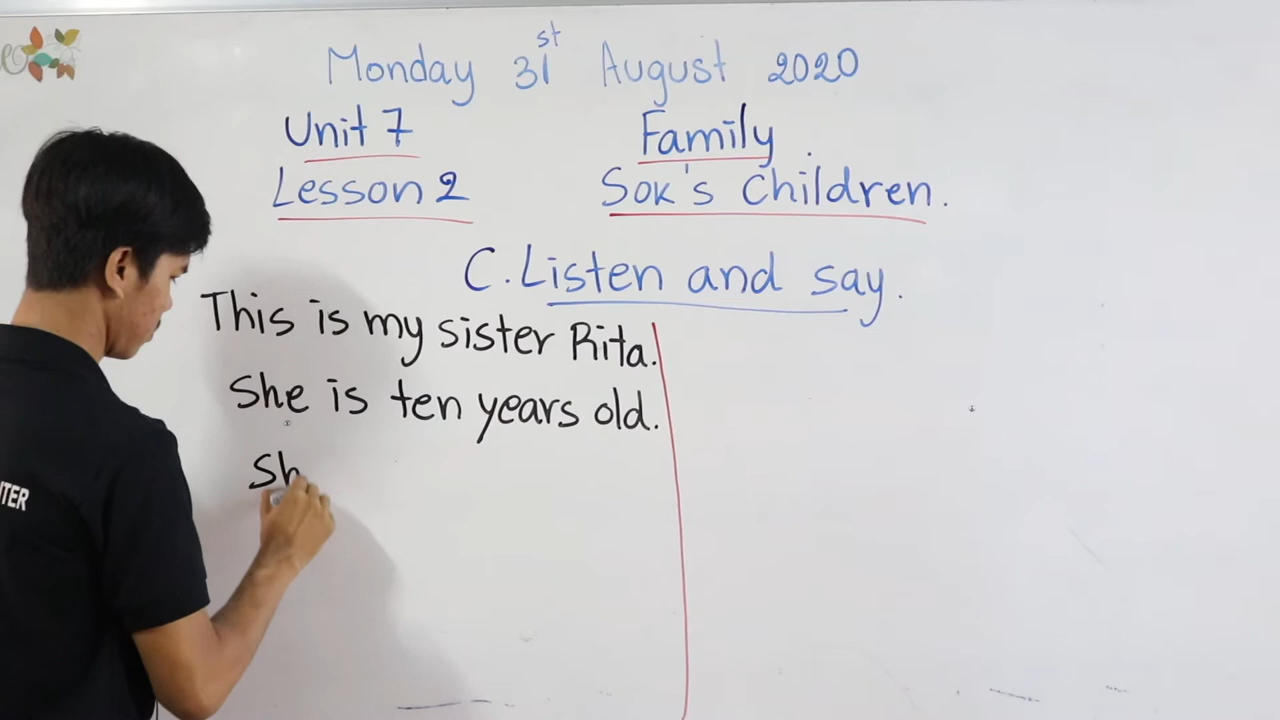 Monday 31st August 2020
Unit 7 Family
Lesson 2 Sok's Children.
C. Listen and say.
This is my sister Rita.
She is ten years old.
Sh